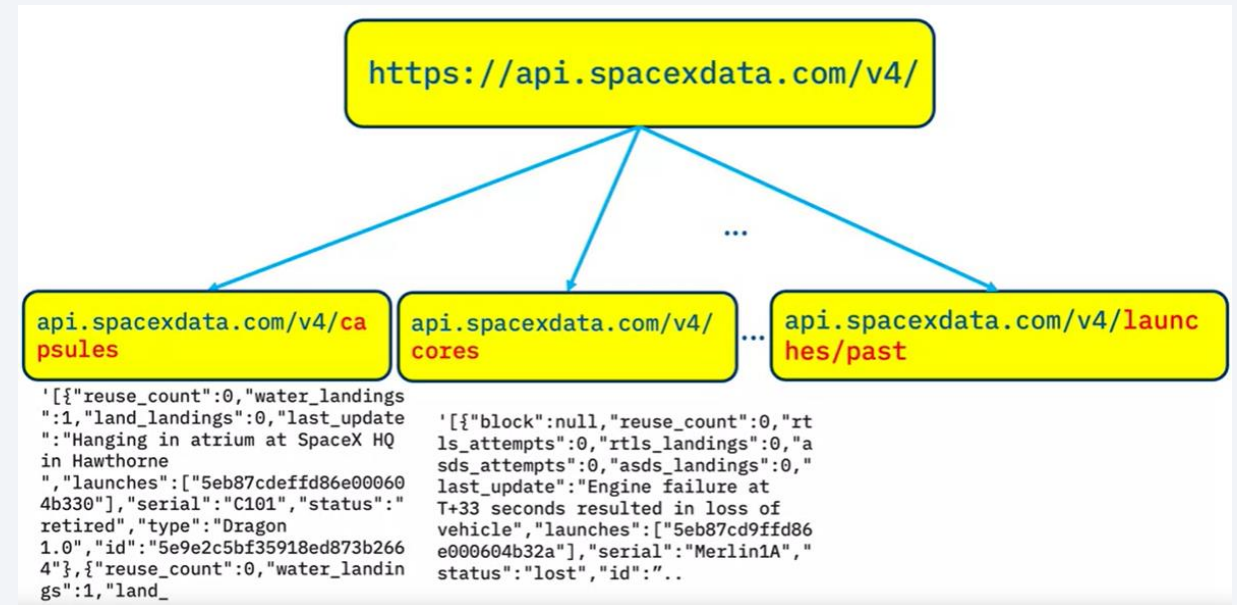 https://api.spacexdata.com/v4/
...
api.spacexdata.com/v4/ca
psules
api.spacexdata.com/v4/
cores
...
api.spacexdata.com/v4/launc
hes/past
'[{"reuse_count":0,"water_landings
":1,"land_landings":0,"last_update
":"Hanging in atrium at SpaceX HQ
in Hawthorne
","launches":["5eb87cdeffd86e00060
4b330"],"serial":"C101","status":"
retired","type":"Dragon
1.0","id":"5e9e2c5bf35918ed873b266
4"},{"reuse_count":0,"water_landin
gs":1,"land_
'[{"block":null,"reuse_count":0,"rt
ls_attempts":0,"rtls_landings":0,"a
sds_attempts":0,"asds_landings":0,"
last_update":"Engine failure at
T+33 seconds resulted in loss of
vehicle","launches":["5eb87cd9ffd86
e000604b32a"],"serial":"Merlin1A","
status":"lost","id":”..